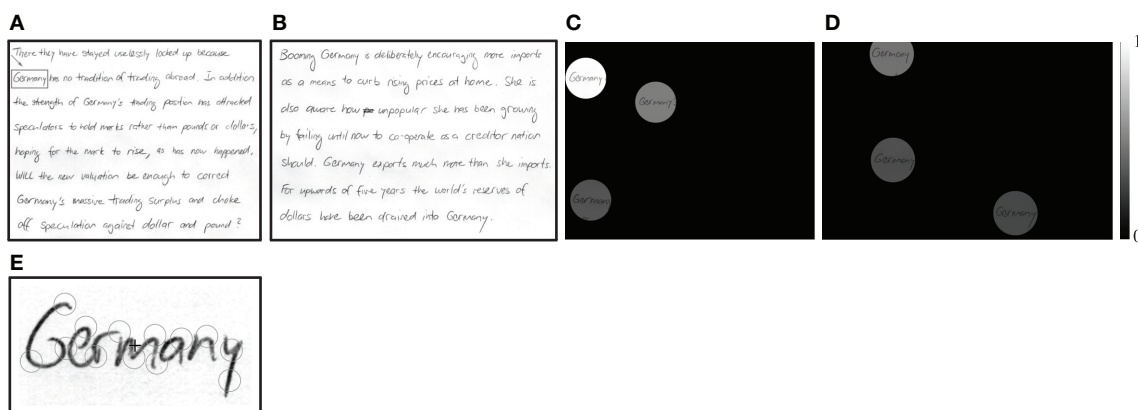 A
B
C
D
There they have stayed uselessly locked up because
Germany has no tradition of trading abroad. In addition
the strength of Germany's trading position has attracted
speculators to hold marks rather than pounds or dollars,
hoping for the mark to rise, as has now happened.
Will the new valuation be enough to correct
Germany's massive trading surplus and choke
off speculation against dollar and pound?
Booming Germany is deliberately encouraging more imports
as a means to curb rising prices at home. She is
also aware how unpopular she has been growing
by failing until now to co-operate as a creditor nation
should. Germany exports much more than she imports.
For upwards of five years the world's reserves of
dollars have been drained into Germany.
Germany
Germany.
Germany
Germany
Germany
Germany
1
0
E
Germany